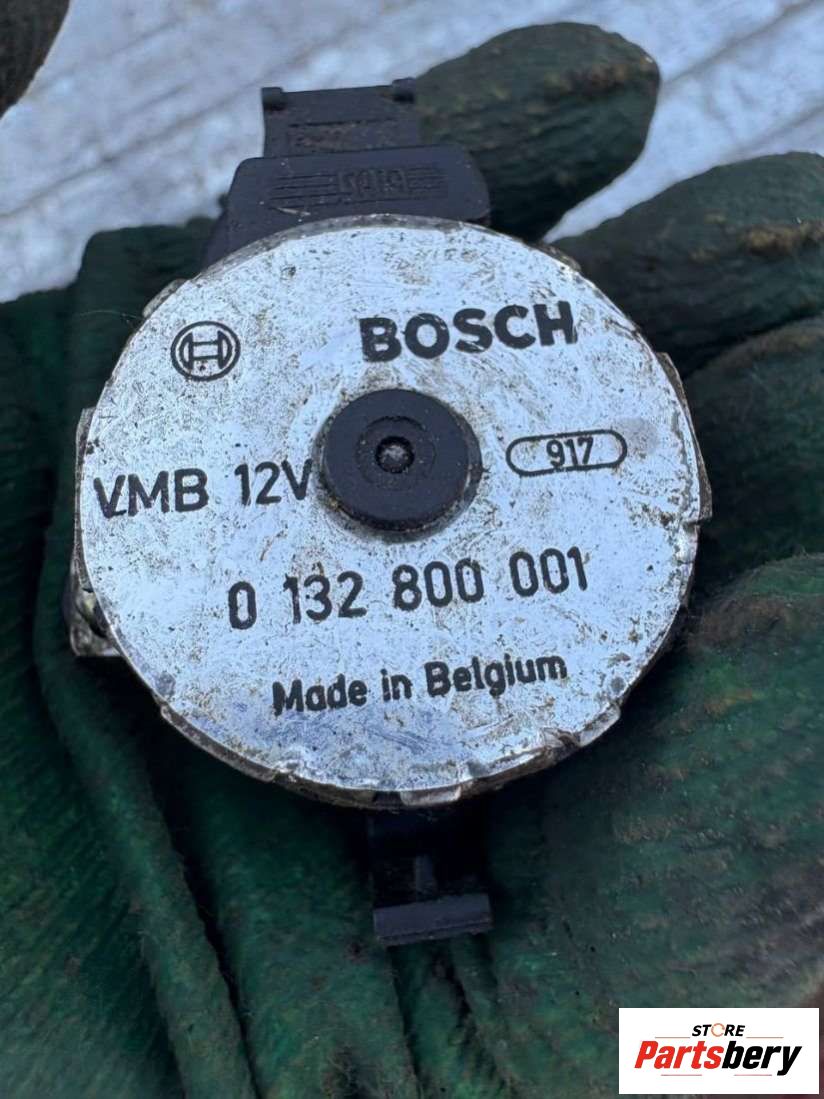 BOSCH
VMB 12V
917
0 132 800 001
Made in Belgium
STORE
Partsbery